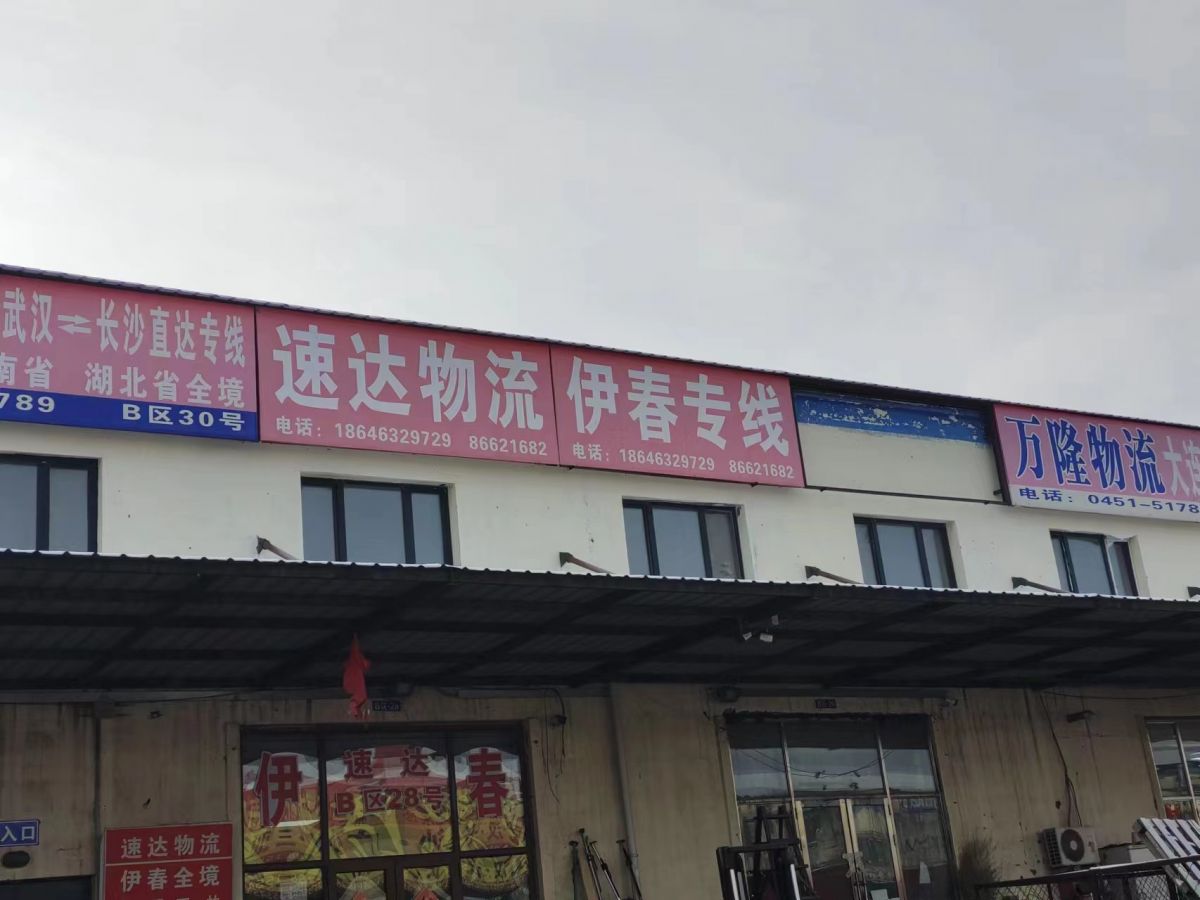 武汉⇌长沙直达专线
南省 湖北省全境
789 B区30号
速达物流
电话：18646329729 86621682
伊春专线
电话：18646329729 86621682
万隆物流
电话：0451-5178
伊 速达 春
B区28号
入口
速达物流
伊春全境